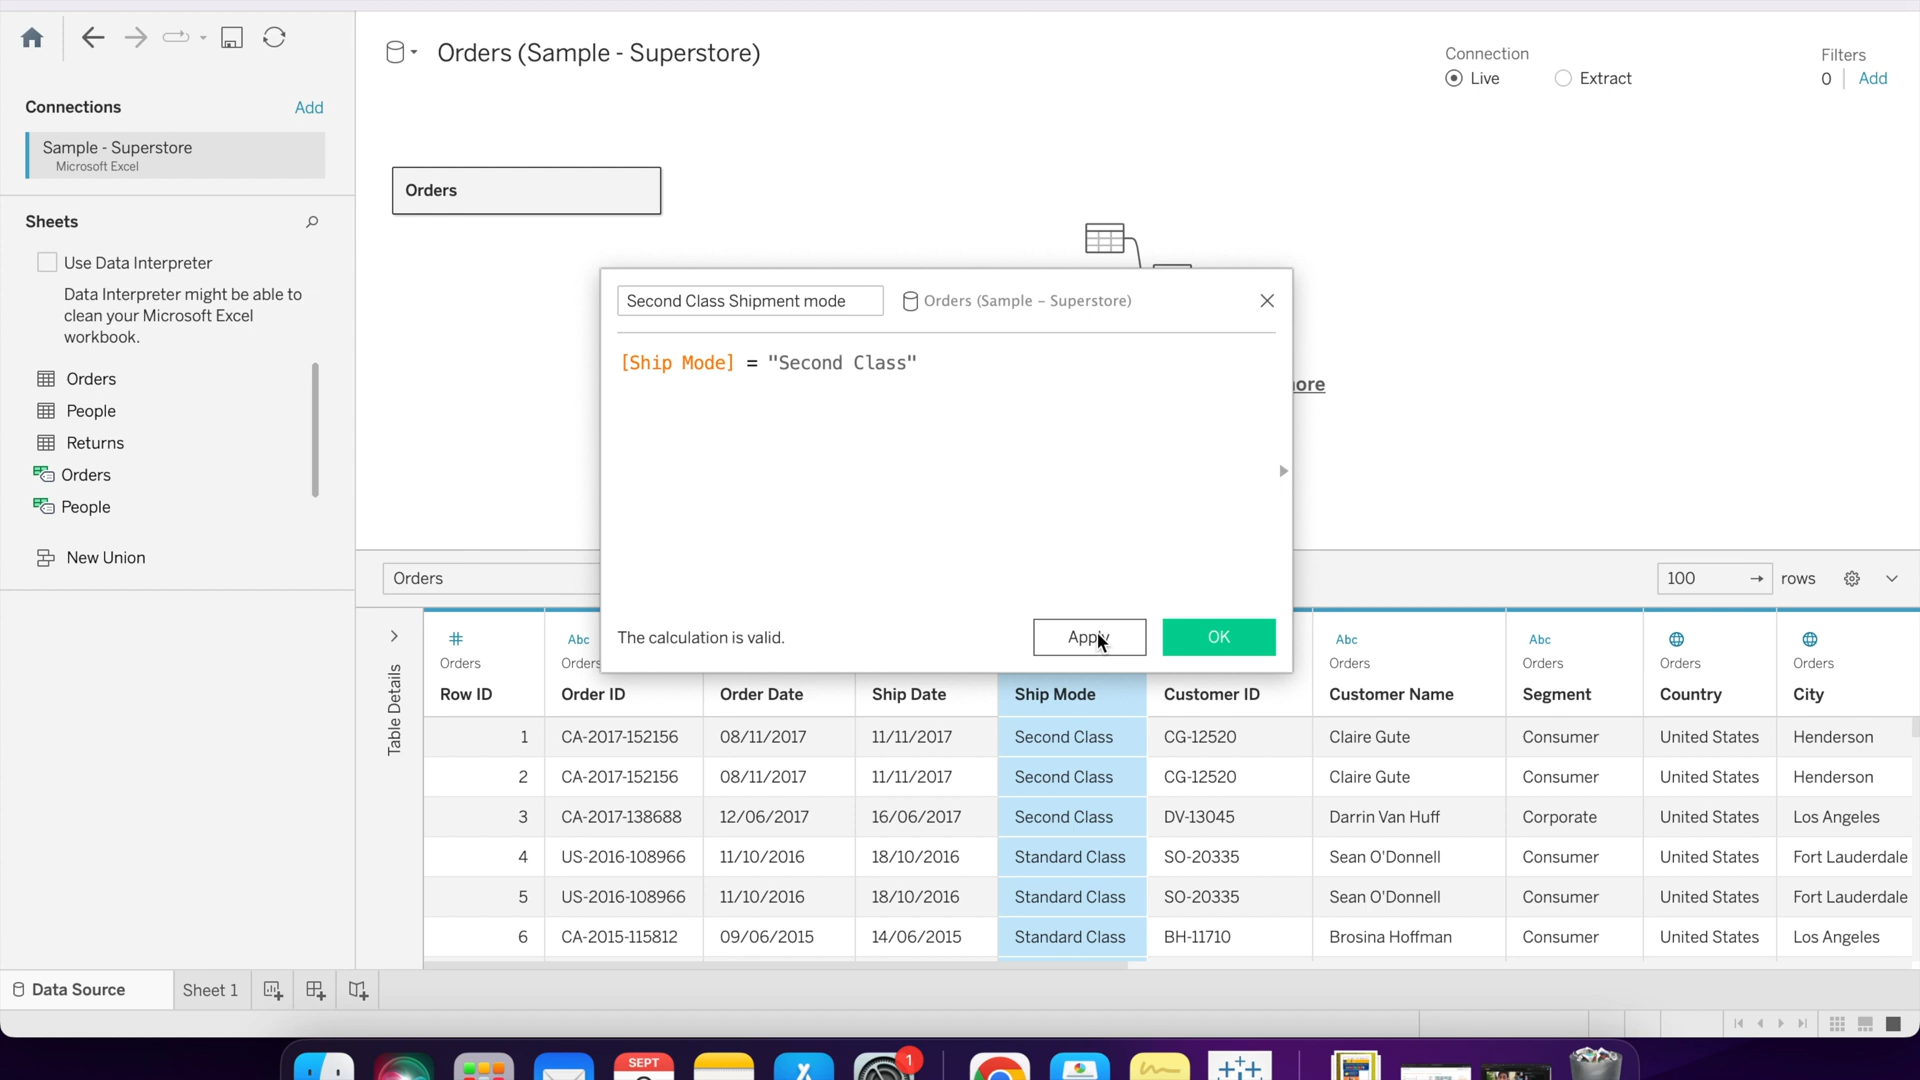 Orders (Sample - Superstore)
Connection
Live
Extract
Filters
0
Add
Connections
Add
Sample - Superstore
Microsoft Excel
Sheets
Use Data Interpreter
Data Interpreter might be able to
clean your Microsoft Excel
workbook.
Orders
People
Returns
Orders
People
New Union
Orders
Second Class Shipment mode
Orders (Sample – Superstore)
[Ship Mode] = "Second Class"
The calculation is valid.
Apply
OK
Orders
100
rows
Table Details
#
Abc
Abc
Abc
Orders
Orders
Orders
Orders
Orders
Row ID
Order ID
Order Date
Ship Date
Ship Mode
Customer ID
Customer Name
Segment
Country
City
1 CA-2017-152156 08/11/2017 11/11/2017 Second Class CG-12520 Claire Gute Consumer United States Henderson
2 CA-2017-152156 08/11/2017 11/11/2017 Second Class CG-12520 Claire Gute Consumer United States Henderson
3 CA-2017-138688 12/06/2017 16/06/2017 Second Class DV-13045 Darrin Van Huff Corporate United States Los Angeles
4 US-2016-108966 11/10/2016 18/10/2016 Standard Class SO-20335 Sean O'Donnell Consumer United States Fort Lauderdale
5 US-2016-108966 11/10/2016 18/10/2016 Standard Class SO-20335 Sean O'Donnell Consumer United States Fort Lauderdale
6 CA-2015-115812 09/06/2015 14/06/2015 Standard Class BH-11710 Brosina Hoffman Consumer United States Los Angeles
Data Source
Sheet 1
SEPT
1